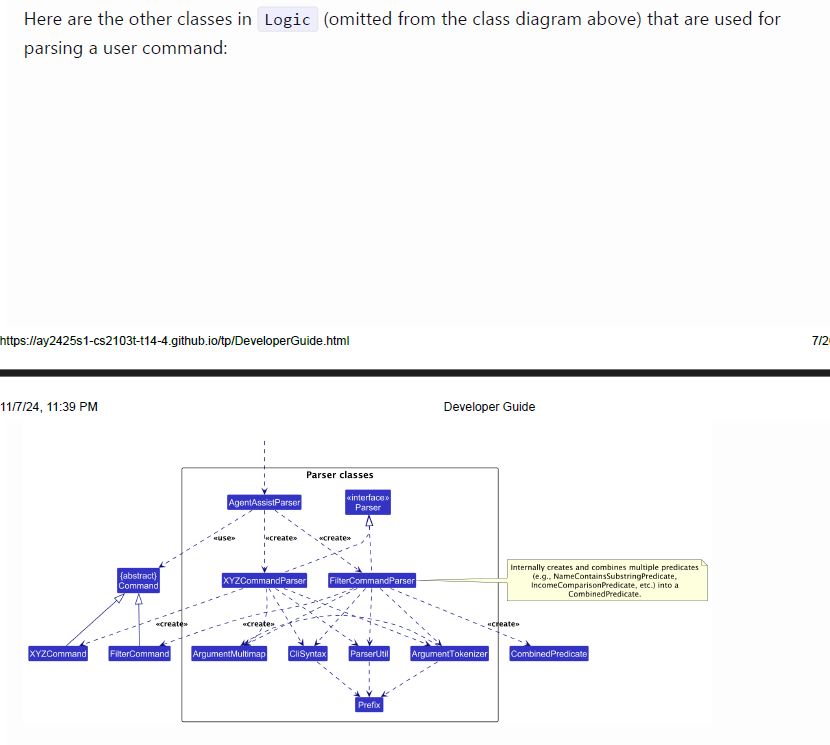 Here are the other classes in Logic (omitted from the class diagram above) that are used for
parsing a user command:
https://ay2425s1-cs2103t-t14-4.github.io/tp/DeveloperGuide.html
7/2
11/7/24, 11:39 PM
Developer Guide
Parser classes
AgentAssistParser
«interface»
Parser
«use»
«create»
«create»
{abstract}
Command
XYZCommandParser
FilterCommandParser
Internally creates and combines multiple predicates
(e.g., NameContainsSubstringPredicate,
IncomeComparisonPredicate, etc.) into a
CombinedPredicate.
«create»
«create»
«create»
XYZCommand
FilterCommand
ArgumentMultimap
CliSyntax
ParserUtil
ArgumentTokenizer
CombinedPredicate
Prefix